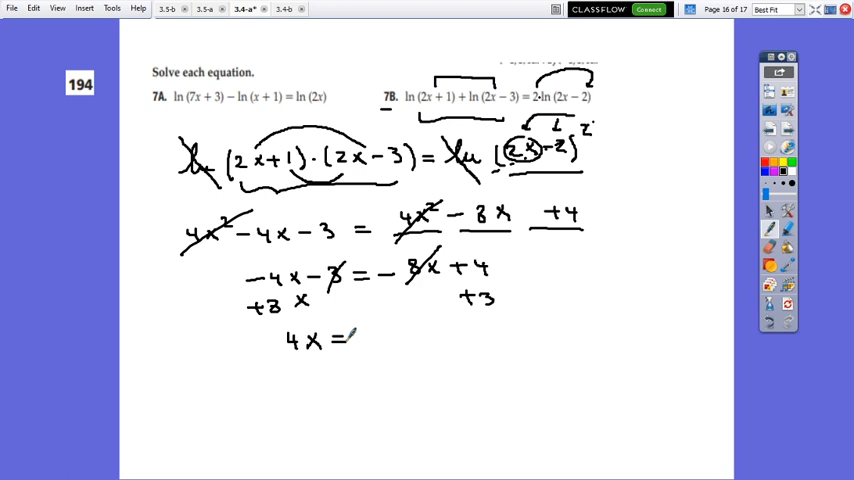 File Edit View Insert Tools Help 3.5-b 3.5-a 3.4-a* 3.4-b CLASSFLOW Connect Page 16 of 17 Best Fit
194
Solve each equation.
7A. ln (7x + 3) − ln (x + 1) = ln (2x) 7B. ln (2x + 1) + ln (2x − 3) = 2•ln (2x − 2)
ln (2x+1)·(2x−3) = ln (2x−2)²
4x² −4x −3 = 4x² − 8x +4
−4x − 3 = − 8x + 4
+8x +3
4x =